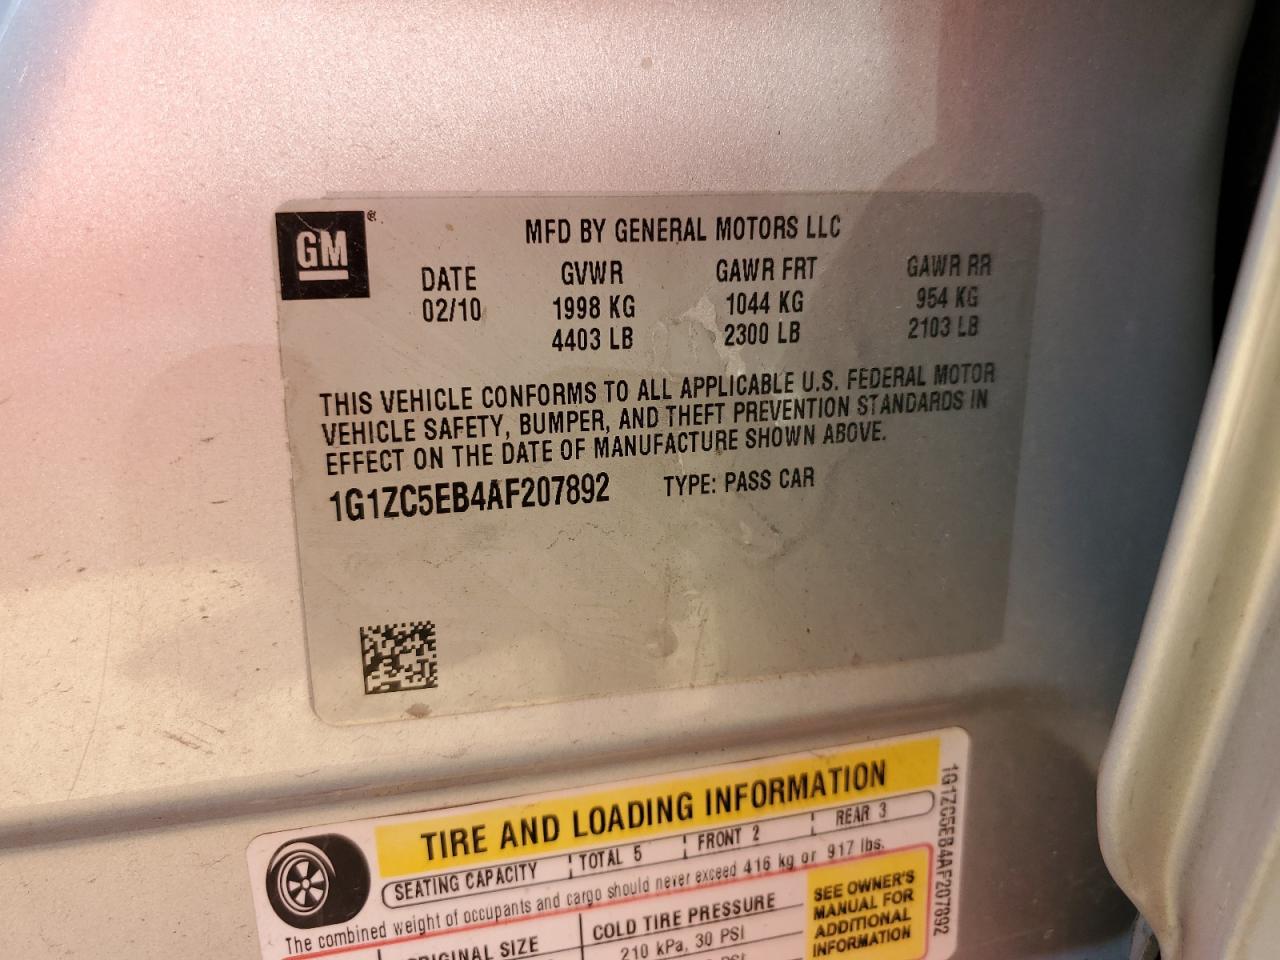 GM ®
MFD BY GENERAL MOTORS LLC
DATE GVWR GAWR FRT GAWR RR
02/10 1998 KG 1044 KG 954 KG
4403 LB 2300 LB 2103 LB
THIS VEHICLE CONFORMS TO ALL APPLICABLE U.S. FEDERAL MOTOR
VEHICLE SAFETY, BUMPER, AND THEFT PREVENTION STANDARDS IN
EFFECT ON THE DATE OF MANUFACTURE SHOWN ABOVE.
1G1ZC5EB4AF207892 TYPE: PASS CAR
TIRE AND LOADING INFORMATION
SEATING CAPACITY TOTAL 5 FRONT 2 REAR 3
The combined weight of occupants and cargo should never exceed 416 kg or 917 lbs.
SIZE COLD TIRE PRESSURE
210 kPa, 30 PSI
PSI
SEE OWNER'S
MANUAL FOR
ADDITIONAL
INFORMATION
1G1ZC5EB4AF207892